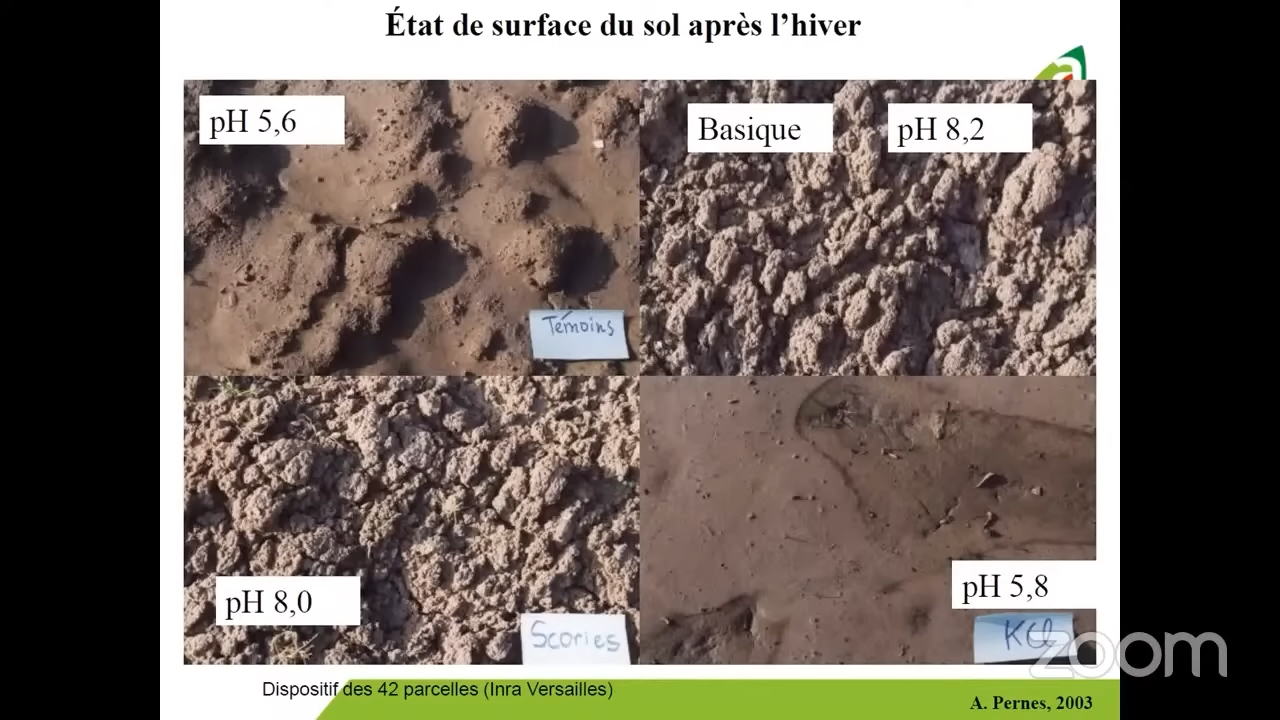 État de surface du sol après l’hiver
pH 5,6
Basique
pH 8,2
Témoins
pH 8,0
Scories
pH 5,8
KCl
zoom
Dispositif des 42 parcelles (Inra Versailles)
A. Pernes, 2003